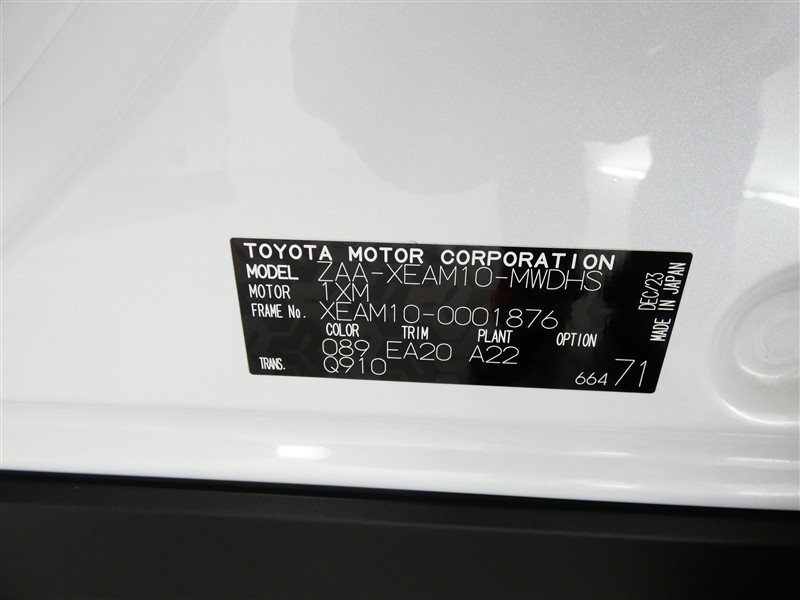 TOYOTA MOTOR CORPORATION
MODEL ZAA-XEAM10-MWDHS
MOTOR 1XM
FRAME No. XEAM10-0001876
COLOR TRIM PLANT OPTION
089 EA20 A22
TRANS. Q910
664 71
DEC/23
MADE IN JAPAN